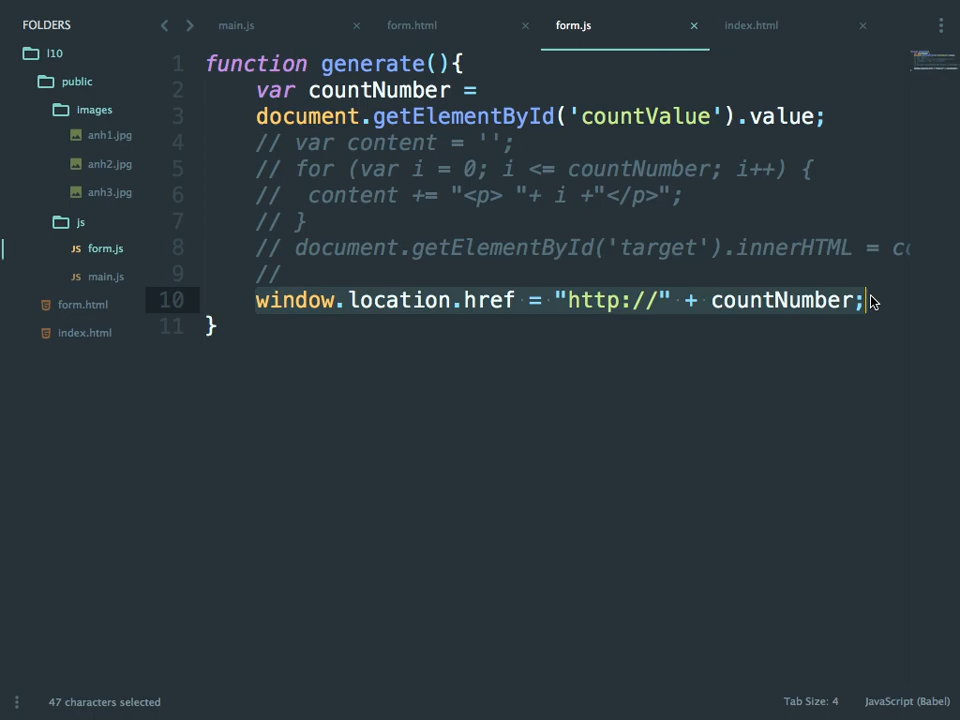 FOLDERS
l10
public
images
anh1.jpg
anh2.jpg
anh3.jpg
js
JS form.js
JS main.js
form.html
index.html
main.js ×
form.html ×
form.js ×
index.html ×
1 function generate(){
2 var countNumber =
3 document.getElementById('countValue').value;
4 // var content = '';
5 // for (var i = 0; i <= countNumber; i++) {
6 //  content += "<p> "+ i +"</p>";
7 // }
8 // document.getElementById('target').innerHTML = co
9 //
10 window.location.href = "http://" + countNumber;
11 }
47 characters selected
Tab Size: 4
JavaScript (Babel)